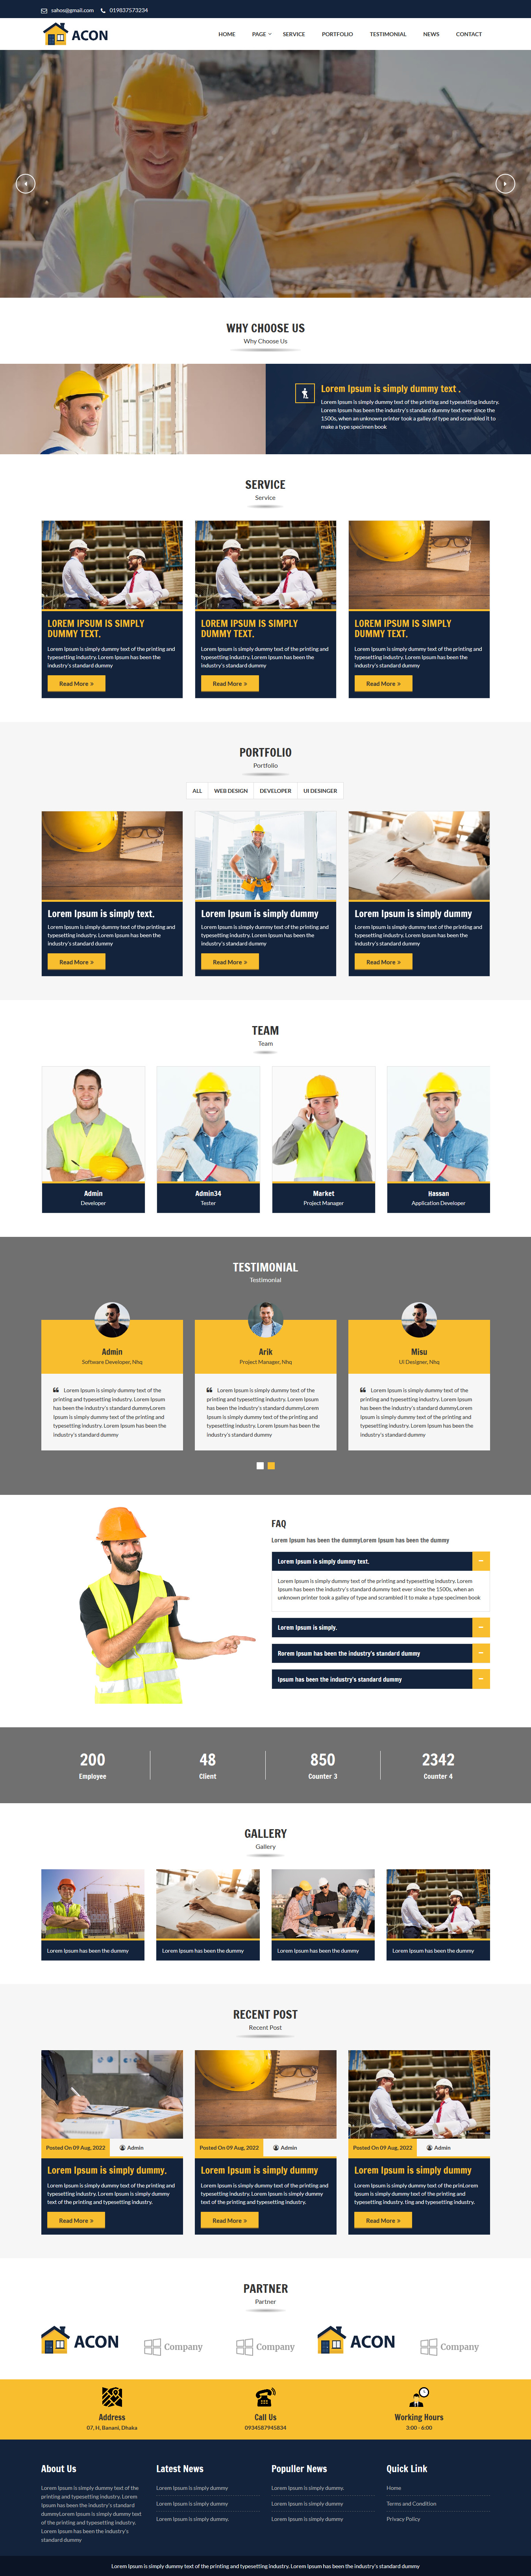 sahos@gmail.com 019837573234
ACON
HOME PAGE SERVICE PORTFOLIO TESTIMONIAL NEWS CONTACT
WHY CHOOSE US
Why Choose Us
Lorem Ipsum is simply dummy text .
Lorem Ipsum is simply dummy text of the printing and typesetting industry.
Lorem Ipsum has been the industry's standard dummy text ever since the
1500s, when an unknown printer took a galley of type and scrambled it to
make a type specimen book
SERVICE
Service
LOREM IPSUM IS SIMPLY
DUMMY TEXT.
Lorem Ipsum is simply dummy text of the printing and
typesetting industry. Lorem Ipsum has been the
industry's standard dummy
Read More »
LOREM IPSUM IS SIMPLY
DUMMY TEXT.
Lorem Ipsum is simply dummy text of the printing and
typesetting industry. Lorem Ipsum has been the
industry's standard dummy
Read More »
LOREM IPSUM IS SIMPLY
DUMMY TEXT.
Lorem Ipsum is simply dummy text of the printing and
typesetting industry. Lorem Ipsum has been the
industry's standard dummy
Read More »
PORTFOLIO
Portfolio
ALL WEB DESIGN DEVELOPER UI DESINGER
Lorem Ipsum is simply text.
Lorem Ipsum is simply dummy text of the printing and
typesetting industry. Lorem Ipsum has been the
industry's standard dummy
Read More »
Lorem Ipsum is simply dummy
Lorem Ipsum is simply dummy text of the printing and
typesetting industry. Lorem Ipsum has been the
industry's standard dummy
Read More »
Lorem Ipsum is simply dummy
Lorem Ipsum is simply dummy text of the printing and
typesetting industry. Lorem Ipsum has been the
industry's standard dummy
Read More »
TEAM
Team
Admin
Developer
Admin34
Tester
Market
Project Manager
Hassan
Application Developer
TESTIMONIAL
Testimonial
Admin
Software Developer, Nhq
Lorem Ipsum is simply dummy text of the
printing and typesetting industry. Lorem Ipsum
has been the industry's standard dummyLorem
Ipsum is simply dummy text of the printing and
typesetting industry. Lorem Ipsum has been the
industry's standard dummy
Arik
Project Manager, Nhq
Lorem Ipsum is simply dummy text of the
printing and typesetting industry. Lorem Ipsum
has been the industry's standard dummyLorem
Ipsum is simply dummy text of the printing and
typesetting industry. Lorem Ipsum has been the
industry's standard dummy
Misu
UI Designer, Nhq
Lorem Ipsum is simply dummy text of the
printing and typesetting industry. Lorem Ipsum
has been the industry's standard dummyLorem
Ipsum is simply dummy text of the printing and
typesetting industry. Lorem Ipsum has been the
industry's standard dummy
FAQ
Lorem Ipsum has been the dummyLorem Ipsum has been the dummy
Lorem Ipsum is simply dummy text.
Lorem Ipsum is simply dummy text of the printing and typesetting industry. Lorem
Ipsum has been the industry's standard dummy text ever since the 1500s, when an
unknown printer took a galley of type and scrambled it to make a type specimen book
Lorem Ipsum is simply.
Rorem Ipsum has been the industry's standard dummy
Ipsum has been the industry's standard dummy
200
Employee
48
Client
850
Counter 3
2342
Counter 4
GALLERY
Gallery
Lorem Ipsum has been the dummy
Lorem Ipsum has been the dummy
Lorem Ipsum has been the dummy
Lorem Ipsum has been the dummy
RECENT POST
Recent Post
Posted On 09 Aug, 2022 Admin
Lorem Ipsum is simply dummy.
Lorem Ipsum is simply dummy text of the printing and
typesetting industry. Lorem Ipsum is simply dummy
text of the printing and typesetting industry.
Read More »
Posted On 09 Aug, 2022 Admin
Lorem Ipsum is simply dummy
Lorem Ipsum is simply dummy text of the printing and
typesetting industry. Lorem Ipsum is simply dummy
text of the printing and typesetting industry.
Read More »
Posted On 09 Aug, 2022 Admin
Lorem Ipsum is simply dummy
Lorem Ipsum is simply dummy text of the prinLorem
Ipsum is simply dummy text of the printing and
typesetting industry, ting and typesetting industry.
Read More »
PARTNER
Partner
ACON Company Company ACON Company
Address
07, H, Banani, Dhaka
Call Us
0934587945834
Working Hours
3:00 - 6:00
About Us
Lorem Ipsum is simply dummy text of the
printing and typesetting industry. Lorem
Ipsum has been the industry's standard
dummyLorem Ipsum is simply dummy text
of the printing and typesetting industry.
Lorem Ipsum has been the industry's
standard dummy
Latest News
Lorem Ipsum is simply dummy
Lorem Ipsum is simply dummy
Lorem Ipsum is simply dummy.
Populler News
Lorem Ipsum is simply dummy.
Lorem Ipsum is simply dummy
Lorem Ipsum is simply dummy
Quick Link
Home
Terms and Condition
Privacy Policy
Lorem Ipsum is simply dummy text of the printing and typesetting industry. Lorem Ipsum has been the industry's standard dummy